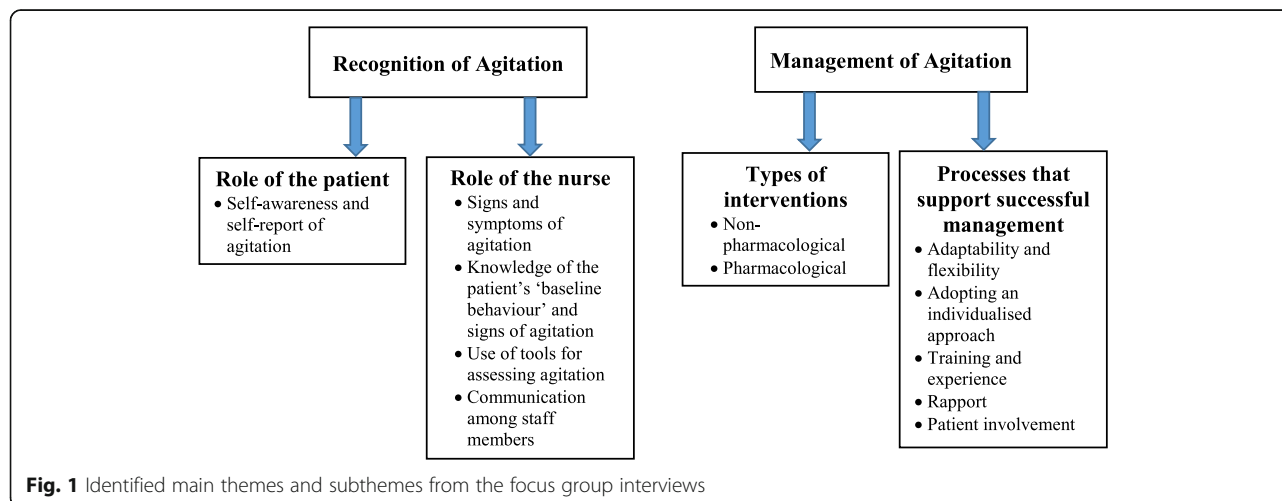 Recognition of Agitation
Role of the patient
• Self-awareness and
self-report of
agitation
Role of the nurse
• Signs and
symptoms of
agitation
• Knowledge of the
patient's 'baseline
behaviour' and
signs of agitation
• Use of tools for
assessing agitation
• Communication
among staff
members
Management of Agitation
Types of
interventions
• Non-
pharmacological
• Pharmacological
Processes that
support successful
management
• Adaptability and
flexibility
• Adopting an
individualised
approach
• Training and
experience
• Rapport
• Patient involvement
Fig. 1 Identified main themes and subthemes from the focus group interviews